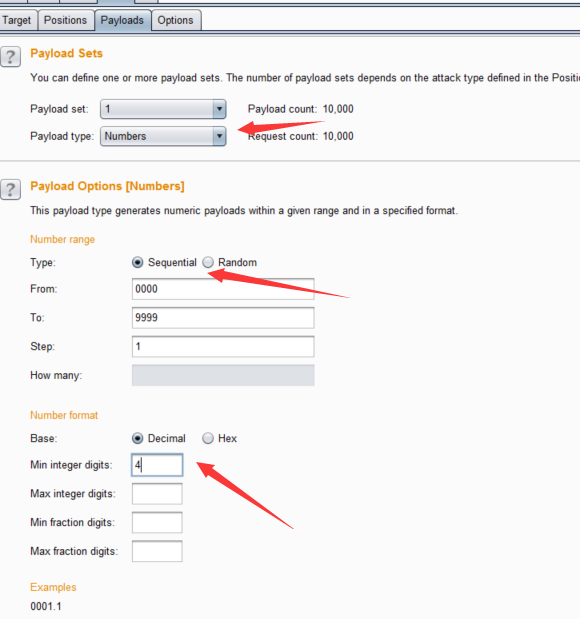 Target Positions Payloads Options
? Payload Sets
You can define one or more payload sets. The number of payload sets depends on the attack type defined in the Positi
Payload set: 1 Payload count: 10,000
Payload type: Numbers Request count: 10,000
? Payload Options [Numbers]
This payload type generates numeric payloads within a given range and in a specified format.
Number range
Type: Sequential Random
From: 0000
To: 9999
Step: 1
How many:
Number format
Base: Decimal Hex
Min integer digits: 4
Max integer digits:
Min fraction digits:
Max fraction digits:
Examples
0001.1